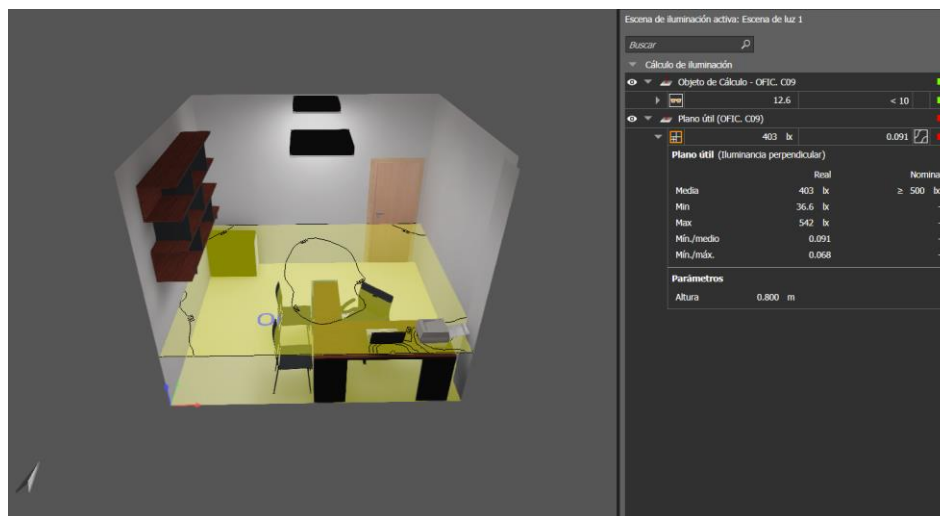 Escena de iluminación activa: Escena de luz 1
Buscar
Cálculo de iluminación
Objeto de Cálculo - OFIC. C09
12.6 < 10
Plano útil (OFIC. C09)
403 lx 0.091
Plano útil (Iluminancia perpendicular)
Real Nomina
Media 403 lx ≥ 500 lx
Min 36.6 lx -
Max 542 lx -
Mín./medio 0.091 -
Mín./máx. 0.068 -
Parámetros
Altura 0.800 m